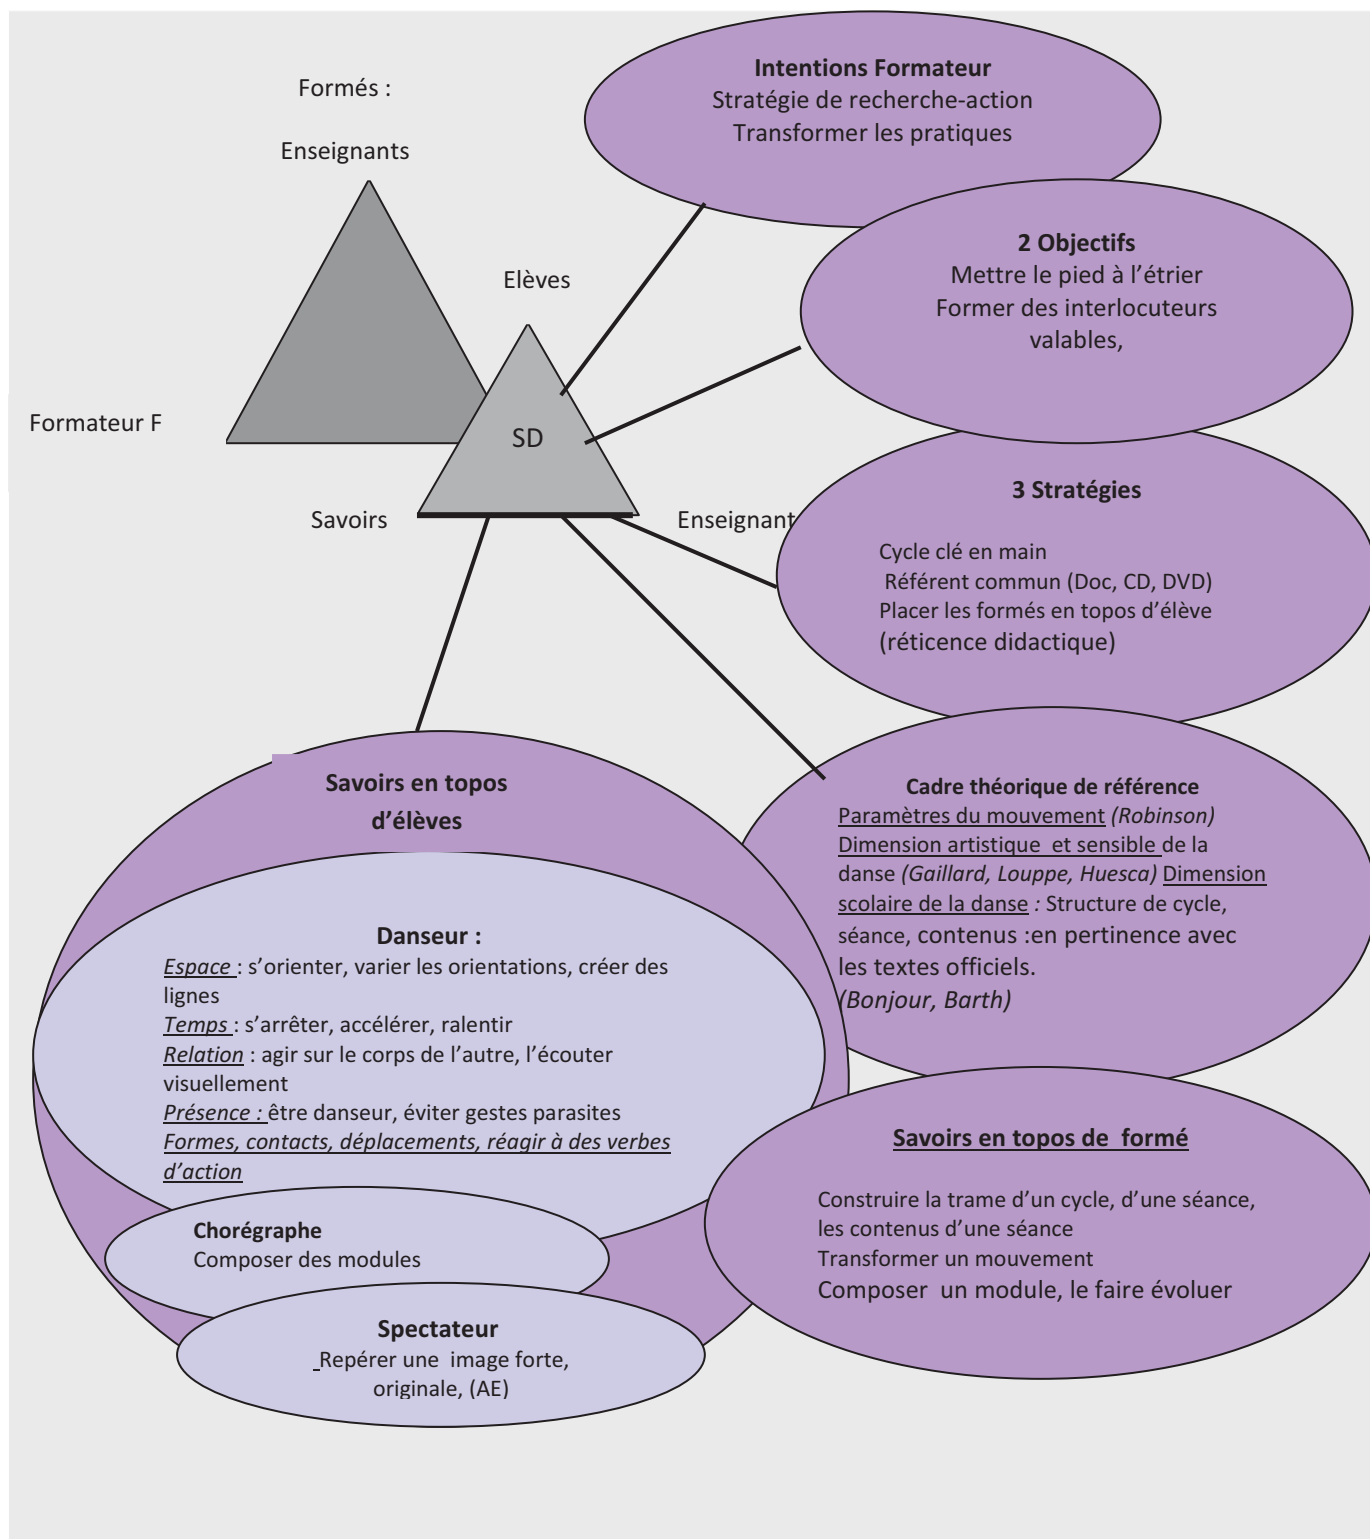 Formés :
Enseignants
Intentions Formateur
Stratégie de recherche-action
Transformer les pratiques
2 Objectifs
Mettre le pied à l’étrier
Former des interlocuteurs
valables,
Elèves
Formateur F
SD
Savoirs
Enseignant
3 Stratégies
Cycle clé en main
Référent commun (Doc, CD, DVD)
Placer les formés en topos d’élève
(réticence didactique)
Cadre théorique de référence
Paramètres du mouvement (Robinson)
Dimension artistique et sensible de la
danse (Gaillard, Louppe, Huesca) Dimension
scolaire de la danse : Structure de cycle,
séance, contenus :en pertinence avec
les textes officiels.
(Bonjour, Barth)
Savoirs en topos
d’élèves
Danseur :
Espace : s’orienter, varier les orientations, créer des
lignes
Temps : s’arrêter, accélérer, ralentir
Relation : agir sur le corps de l’autre, l’écouter
visuellement
Présence : être danseur, éviter gestes parasites
Formes, contacts, déplacements, réagir à des verbes
d’action
Chorégraphe
Composer des modules
Spectateur
Repérer une image forte,
originale, (AE)
Savoirs en topos de formé
Construire la trame d’un cycle, d’une séance,
les contenus d’une séance
Transformer un mouvement
Composer un module, le faire évoluer